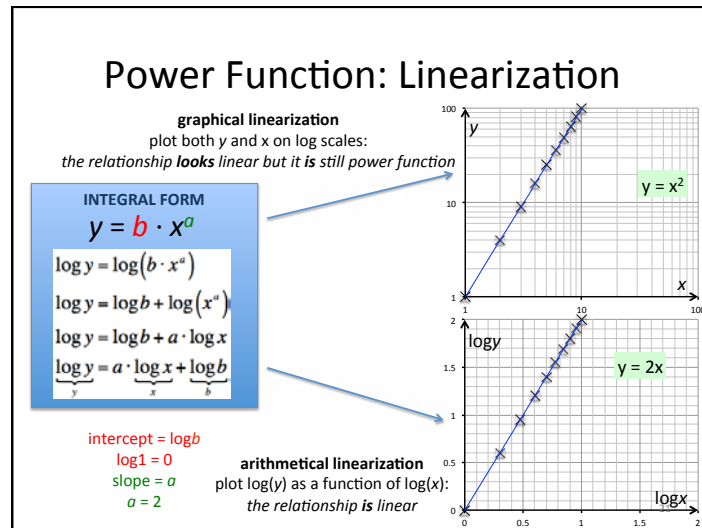 Power Function: Linearization
graphical linearization
plot both y and x on log scales:
the relationship looks linear but it is still power function
INTEGRAL FORM
y = b · x^a
log y = log(b · x^a)
log y = log b + log(x^a)
log y = log b + a · log x
log y = a · log x + log b
y x b
intercept = logb
log1 = 0
slope = a
a = 2
arithmetical linearization
plot log(y) as a function of log(x):
the relationship is linear
100
y
y = x²
10
x
1
1 10 100
2
logy
y = 2x
1.5
1
0.5
logx
0
0 0.5 1 1.5 2